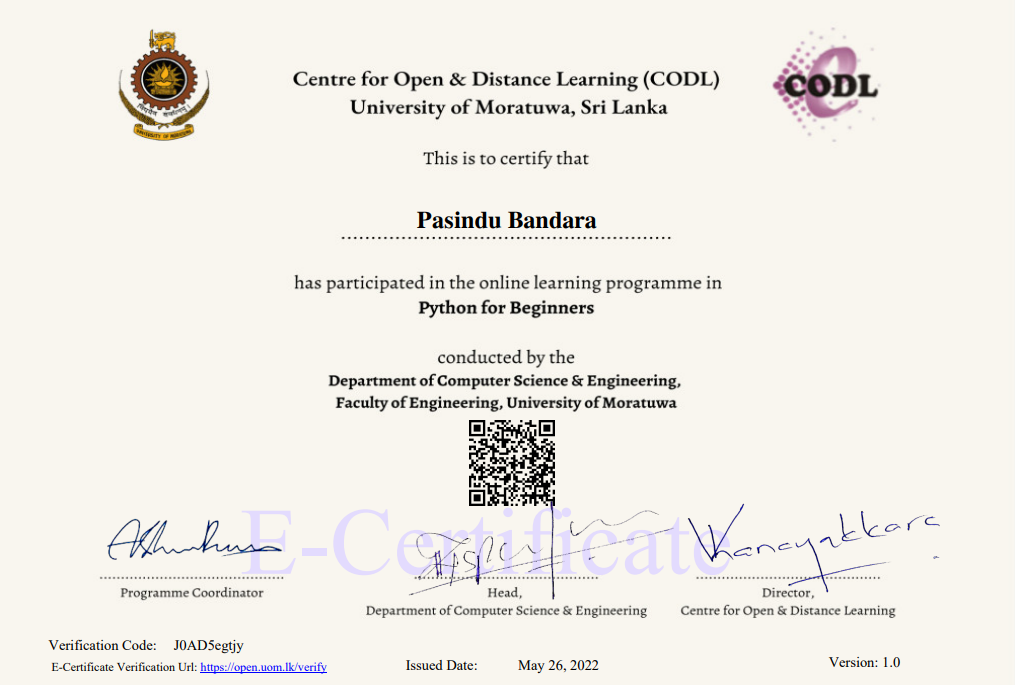 Centre for Open & Distance Learning (CODL)
University of Moratuwa, Sri Lanka
CODL
UNIVERSITY OF MORATUWA
This is to certify that
Pasindu Bandara
has participated in the online learning programme in
Python for Beginners
conducted by the
Department of Computer Science & Engineering,
Faculty of Engineering, University of Moratuwa
E-Certificate
Programme Coordinator
Head,
Department of Computer Science & Engineering
Director,
Centre for Open & Distance Learning
Verification Code: J0AD5egtjy
E-Certificate Verification Url: https://open.uom.lk/verify
Issued Date: May 26, 2022
Version: 1.0